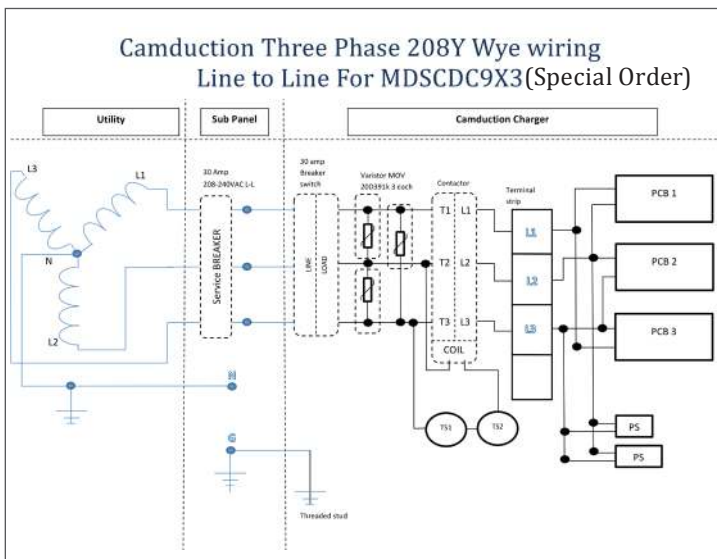 Camduction Three Phase 208Y Wye wiring
Line to Line For MDSCDC9X3(Special Order)
Utility
Sub Panel
Camduction Charger
L3
L1
N
L2
30 Amp
208-240VAC L-L
Service BREAKER
N
G
30 amp
Breaker
switch
LINE
LOAD
Threaded stud
Varistor MOV
20D391k 3 each
Contactor
T1 L1
T2 L2
T3 L3
COIL
TS1
TS2
Terminal
strip
L1
L2
L3
PCB 1
PCB 2
PCB 3
PS
PS